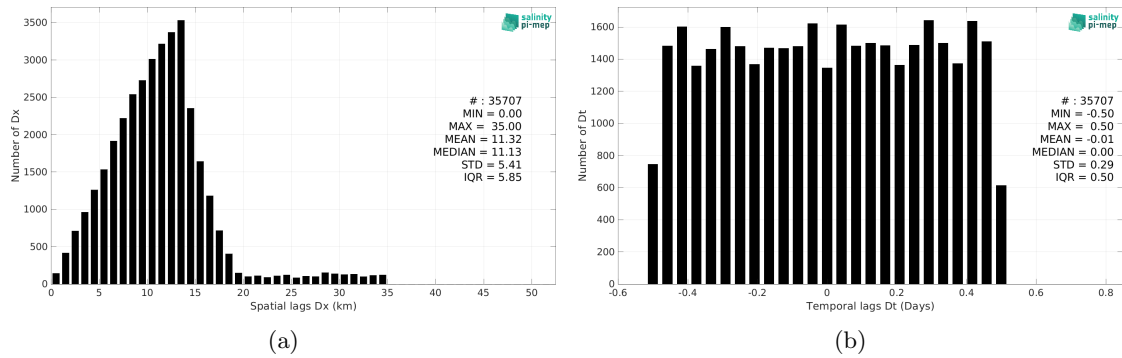 3500
3000
2500
2000
1500
1000
500
0
Number of Dx
salinity
pi-mep
# : 35707
MIN = 0.00
MAX = 35.00
MEAN = 11.32
MEDIAN = 11.13
STD = 5.41
IQR = 5.85
0 5 10 15 20 25 30 35 40 45 50
Spatial lags Dx (km)
(a)
1600
1400
1200
1000
800
600
400
200
0
Number of Dt
salinity
pi-mep
# : 35707
MIN = -0.50
MAX = 0.50
MEAN = -0.01
MEDIAN = 0.00
STD = 0.29
IQR = 0.50
-0.6 -0.4 -0.2 0 0.2 0.4 0.6 0.8
Temporal lags Dt (Days)
(b)